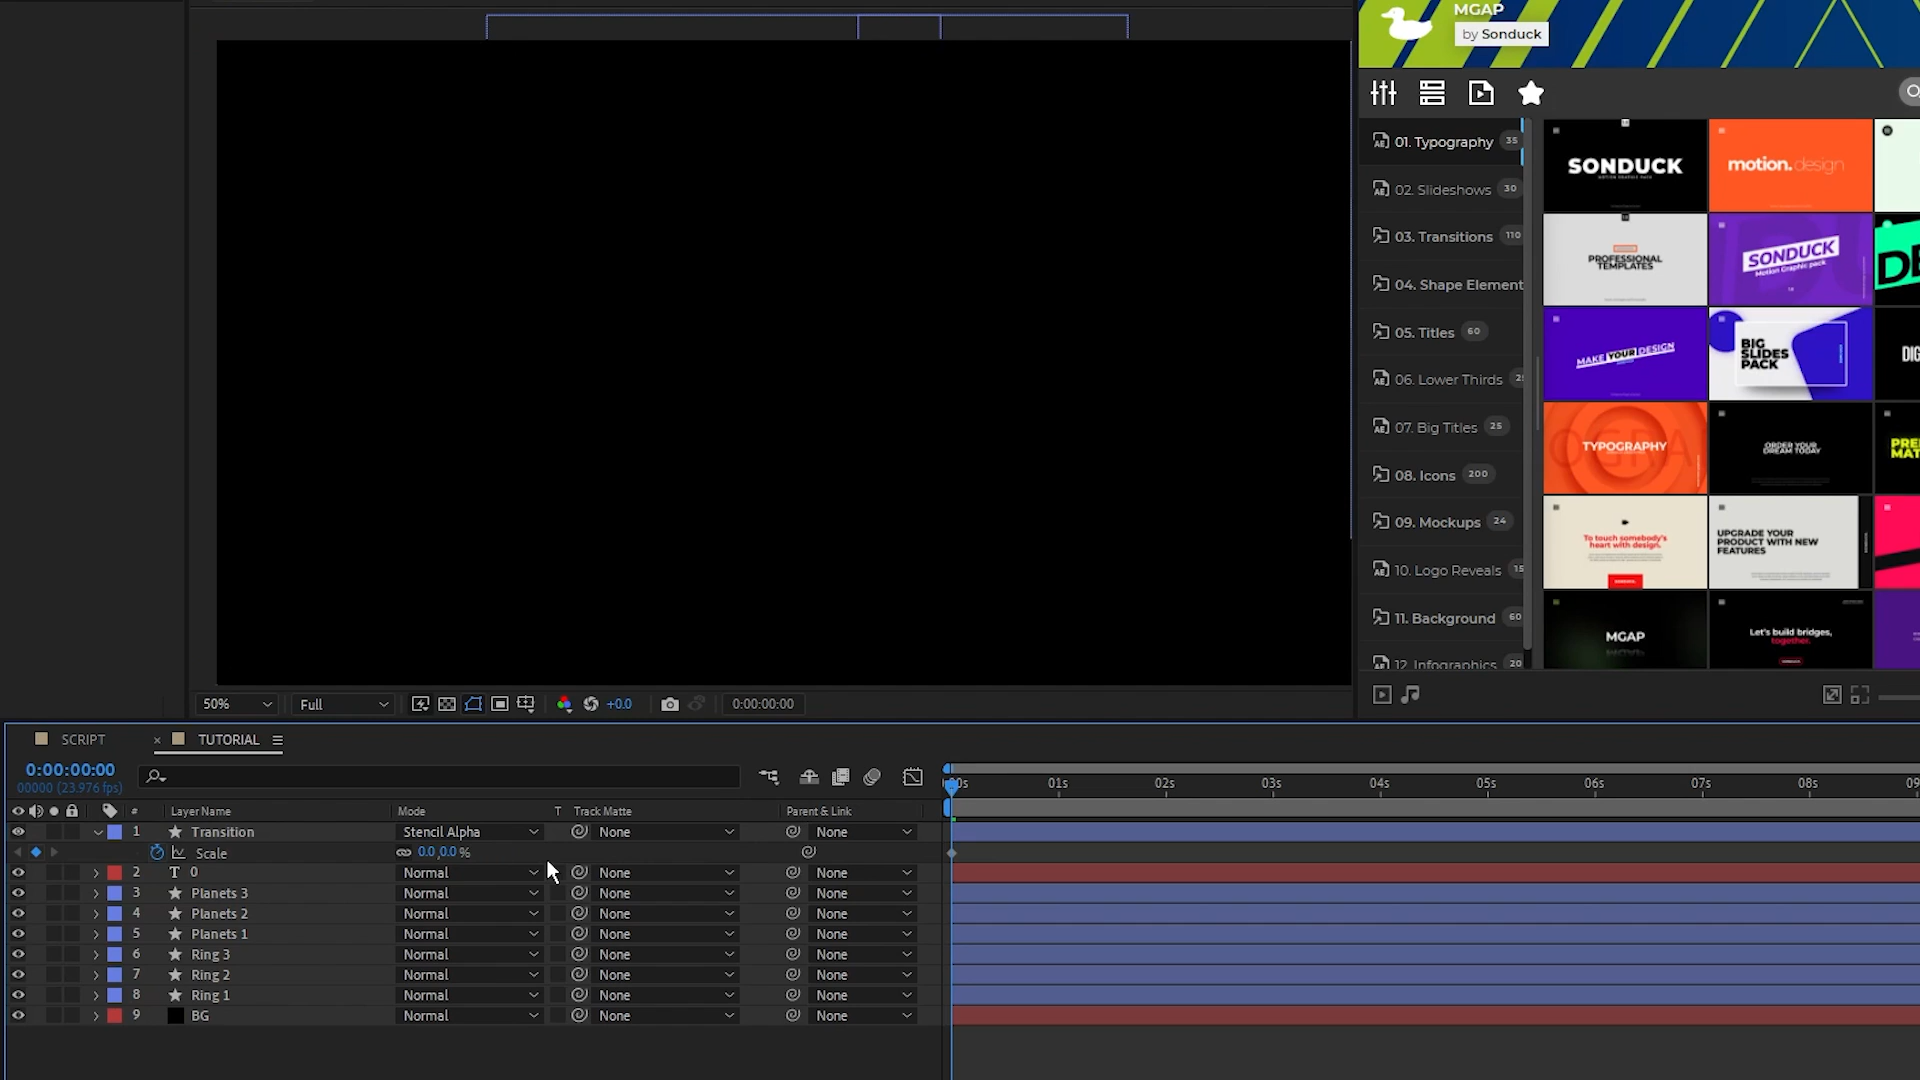 MGAP
by Sonduck
01. Typography 35
02. Slideshows 30
03. Transitions 110
04. Shape Element
05. Titles 60
06. Lower Thirds
07. Big Titles 25
08. Icons 200
09. Mockups 24
10. Logo Reveals
11. Background 60
12. Infographics 20
SONDUCK
motion.design
PROFESSIONAL
TEMPLATES
SONDUCK
Motion Graphic pack
MAKE YOUR DESIGN
BIG
SLIDES
PACK
TYPOGRAPHY
ORDER YOUR
DREAM TODAY
To touch somebody's
heart with design.
UPGRADE YOUR
PRODUCT WITH NEW
FEATURES
MGAP
Let's build bridges,
together.
50% Full +0.0 0:00:00:00
SCRIPT × TUTORIAL
0:00:00:00
00000 (23.976 fps)
01s 02s 03s 04s 05s 06s 07s 08s
# Layer Name Mode T Track Matte Parent & Link
1 Transition Stencil Alpha None None
Scale 0.0,0.0%
2 T 0 Normal None None
3 Planets 3 Normal None None
4 Planets 2 Normal None None
5 Planets 1 Normal None None
6 Ring 3 Normal None None
7 Ring 2 Normal None None
8 Ring 1 Normal None None
9 BG Normal None None